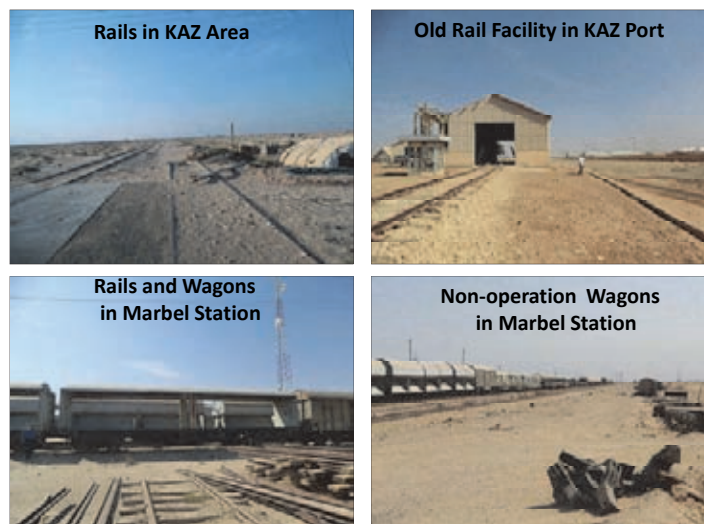 Rails in KAZ Area
Old Rail Facility in KAZ Port
Rails and Wagons
in Marbel Station
Non-operation Wagons
in Marbel Station